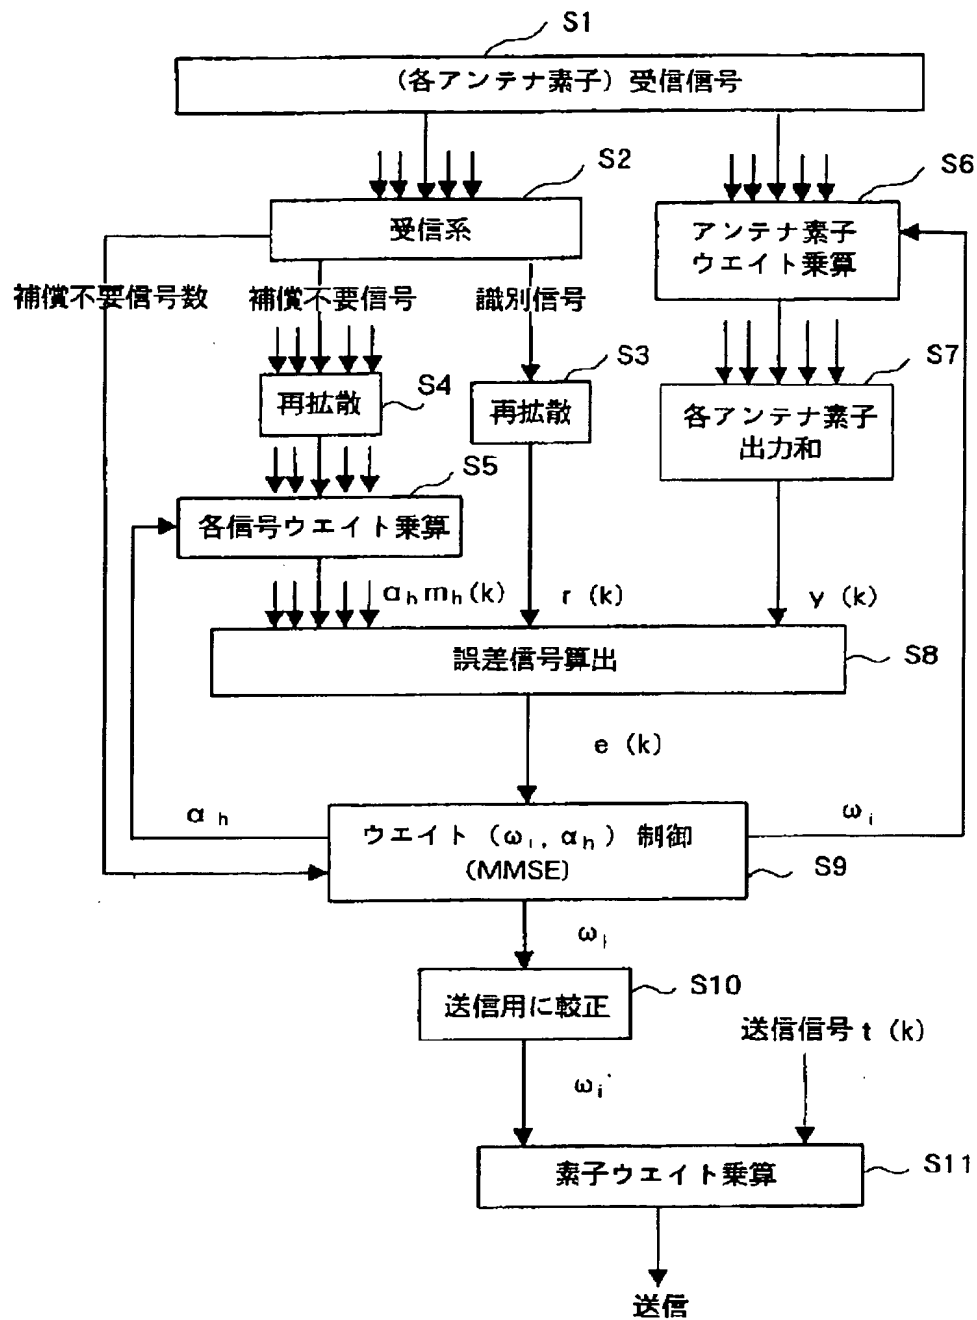 S1
(各アンテナ素子) 受信信号
S2
S6
受信系
アンテナ素子
ウエイト乗算
補償不要信号数
補償不要信号
識別信号
S4
S3
S7
再拡散
再拡散
各アンテナ素子
出力和
S5
各信号ウエイト乗算
αh mh (k)
r (k)
y (k)
誤差信号算出
S8
e (k)
αh
ωi
ウエイト (ωi, αh) 制御
(MMSE)
S9
ωi
送信用に較正
S10
送信信号 t (k)
ωi'
素子ウエイト乗算
S11
送信